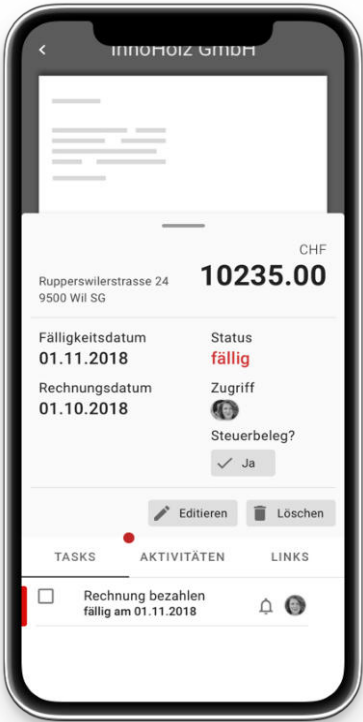 InnoHolz GmbH
CHF
10235.00
Rupperswilerstrasse 24
9500 Wil SG
Fälligkeitsdatum
01.11.2018
Status
fällig
Rechnungsdatum
01.10.2018
Zugriff
Steuerbeleg?
Ja
Editieren
Löschen
TASKS
AKTIVITÄTEN
LINKS
Rechnung bezahlen
fällig am 01.11.2018